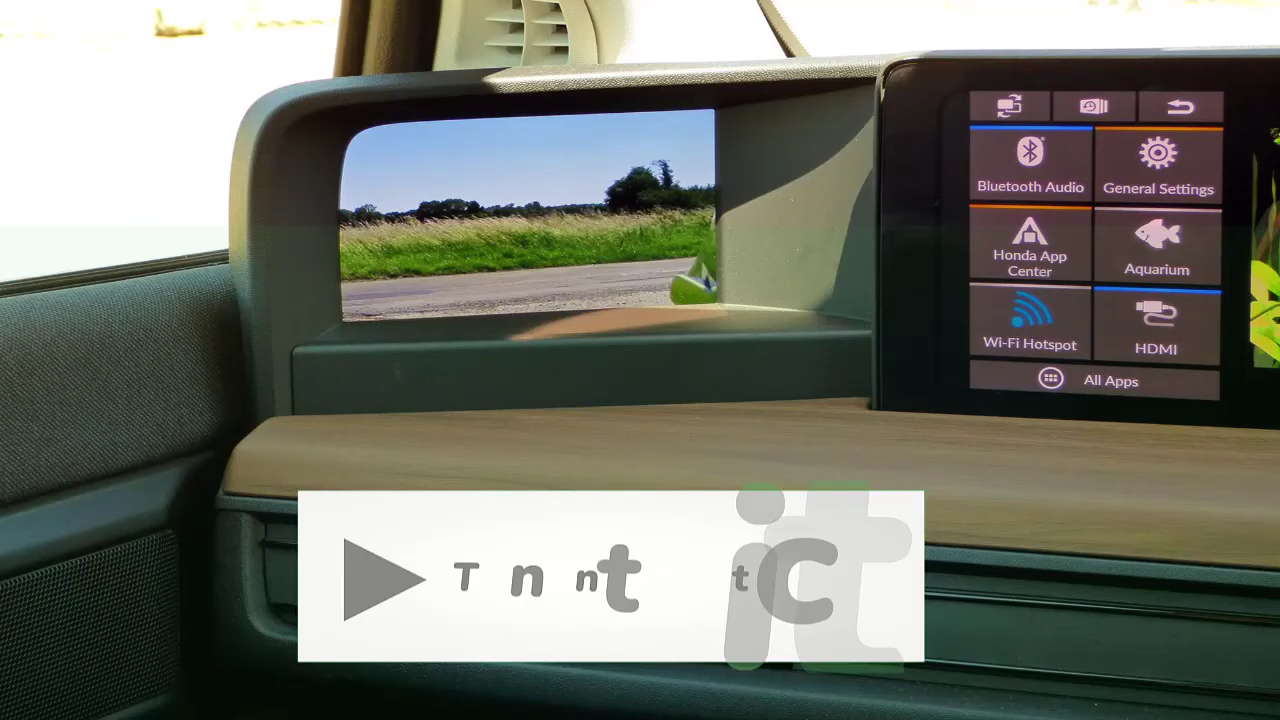 Bluetooth Audio
General Settings
Honda App
Center
Aquarium
Wi-Fi Hotspot
HDMI
All Apps